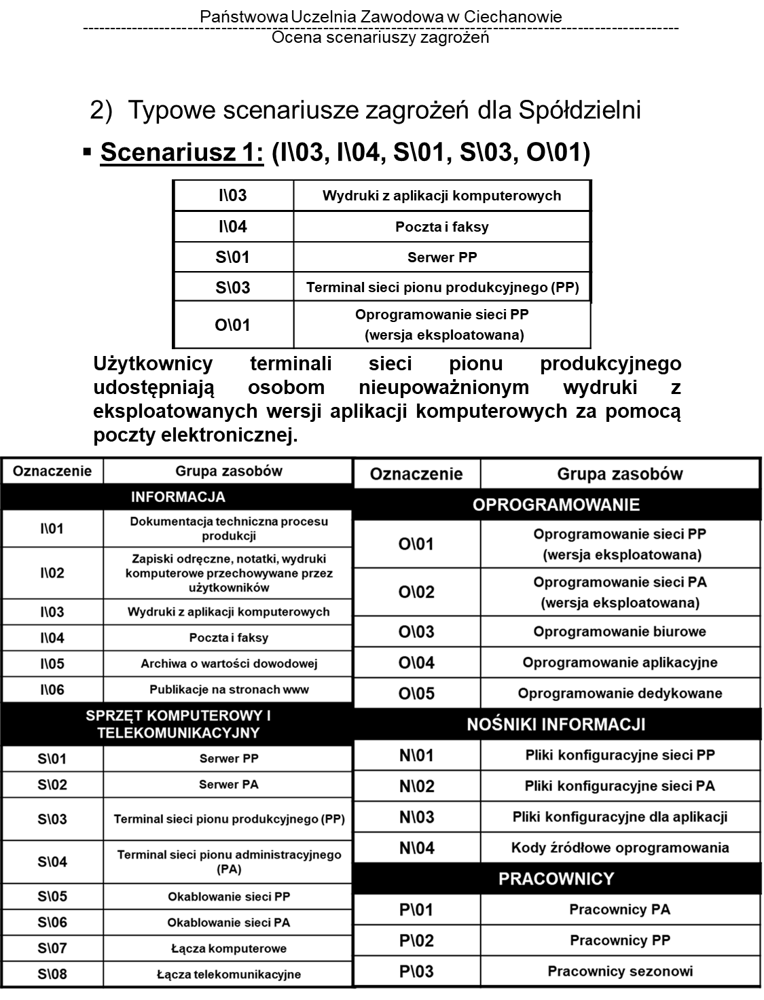 Państwowa Uczelnia Zawodowa w Ciechanowie
--------------------------------------------------------------------------------------------------------------
Ocena scenariuszy zagrożeń
2) Typowe scenariusze zagrożeń dla Spółdzielni
▪ Scenariusz 1: (I\03, I\04, S\01, S\03, O\01)
I\03 Wydruki z aplikacji komputerowych
I\04 Poczta i faksy
S\01 Serwer PP
S\03 Terminal sieci pionu produkcyjnego (PP)
O\01 Oprogramowanie sieci PP
(wersja eksploatowana)
Użytkownicy terminali sieci pionu produkcyjnego
udostępniają osobom nieupoważnionym wydruki z
eksploatowanych wersji aplikacji komputerowych za pomocą
poczty elektronicznej.
Oznaczenie Grupa zasobów
INFORMACJA
I\01 Dokumentacja techniczna procesu
produkcji
I\02 Zapiski odręczne, notatki, wydruki
komputerowe przechowywane przez
użytkowników
I\03 Wydruki z aplikacji komputerowych
I\04 Poczta i faksy
I\05 Archiwa o wartości dowodowej
I\06 Publikacje na stronach www
SPRZĘT KOMPUTEROWY I
TELEKOMUNIKACYJNY
S\01 Serwer PP
S\02 Serwer PA
S\03 Terminal sieci pionu produkcyjnego (PP)
S\04 Terminal sieci pionu administracyjnego
(PA)
S\05 Okablowanie sieci PP
S\06 Okablowanie sieci PA
S\07 Łącza komputerowe
S\08 Łącza telekomunikacyjne
Oznaczenie Grupa zasobów
OPROGRAMOWANIE
O\01 Oprogramowanie sieci PP
(wersja eksploatowana)
O\02 Oprogramowanie sieci PA
(wersja eksploatowana)
O\03 Oprogramowanie biurowe
O\04 Oprogramowanie aplikacyjne
O\05 Oprogramowanie dedykowane
NOŚNIKI INFORMACJI
N\01 Pliki konfiguracyjne sieci PP
N\02 Pliki konfiguracyjne sieci PA
N\03 Pliki konfiguracyjne dla aplikacji
N\04 Kody źródłowe oprogramowania
PRACOWNICY
P\01 Pracownicy PA
P\02 Pracownicy PP
P\03 Pracownicy sezonowi